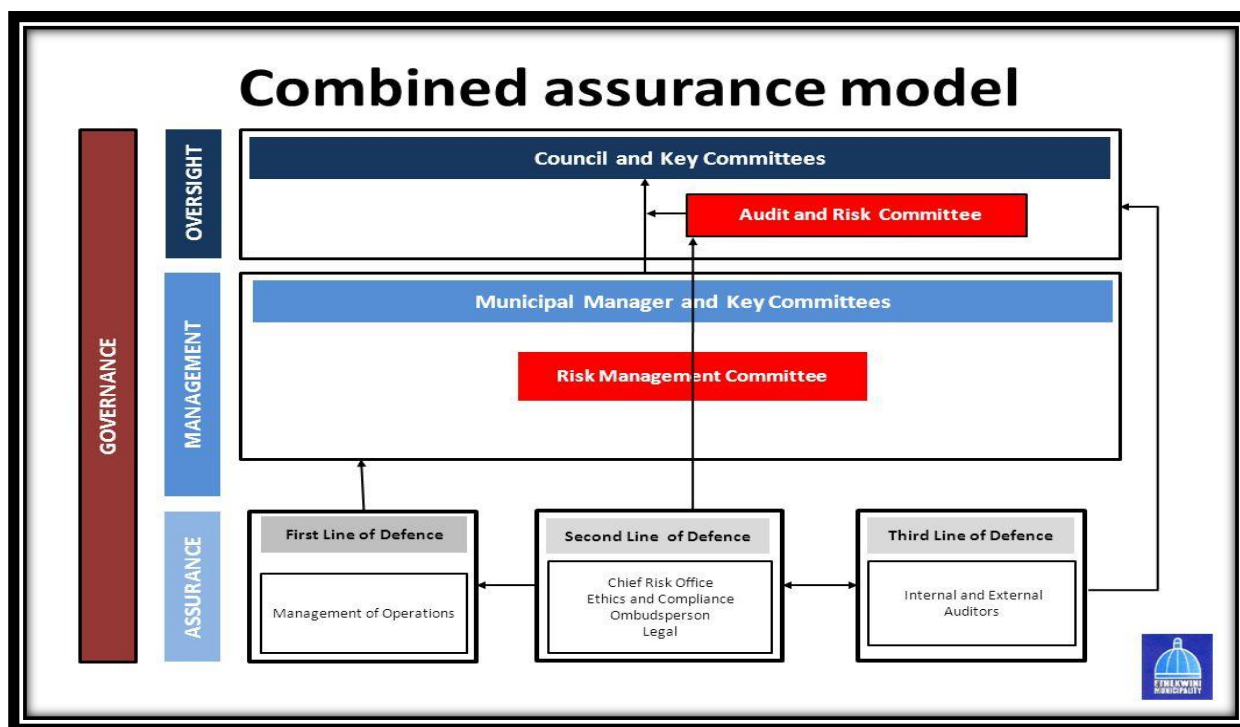 Combined assurance model
GOVERNANCE
OVERSIGHT
Council and Key Committees
Audit and Risk Committee
MANAGEMENT
Municipal Manager and Key Committees
Risk Management Committee
ASSURANCE
First Line of Defence
Management of Operations
Second Line of Defence
Chief Risk Office
Ethics and Compliance
Ombudsperson
Legal
Third Line of Defence
Internal and External
Auditors
ETHEKWINI
MUNICIPALITY